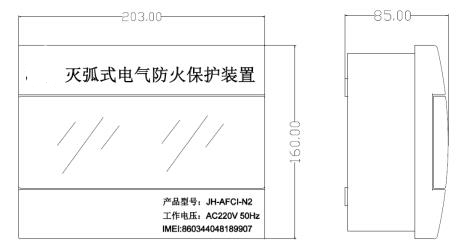 203.00
85.00
灭弧式电气防火保护装置
160.00
产品型号：JH-AFCI-N2
工作电压：AC220V 50Hz
IMEI:860344048189907